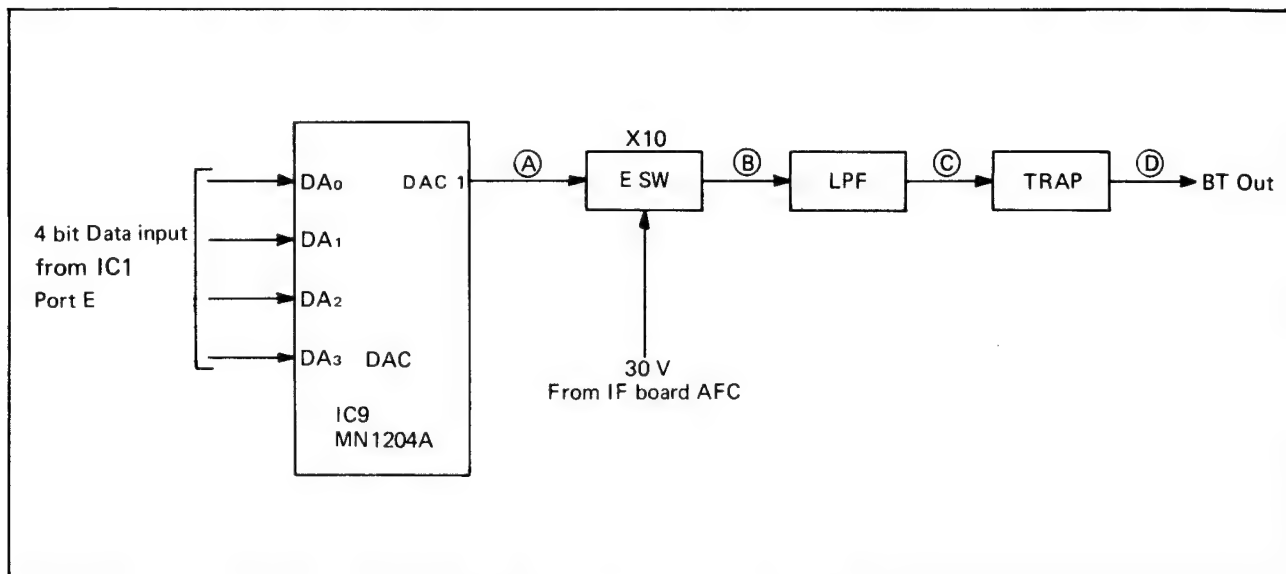 4 bit Data input
from IC1
Port E
DA0
DA1
DA2
DA3
DAC 1
DAC
IC9
MN1204A
A
X10
E SW
30 V
From IF board AFC
B
LPF
C
TRAP
D
BT Out